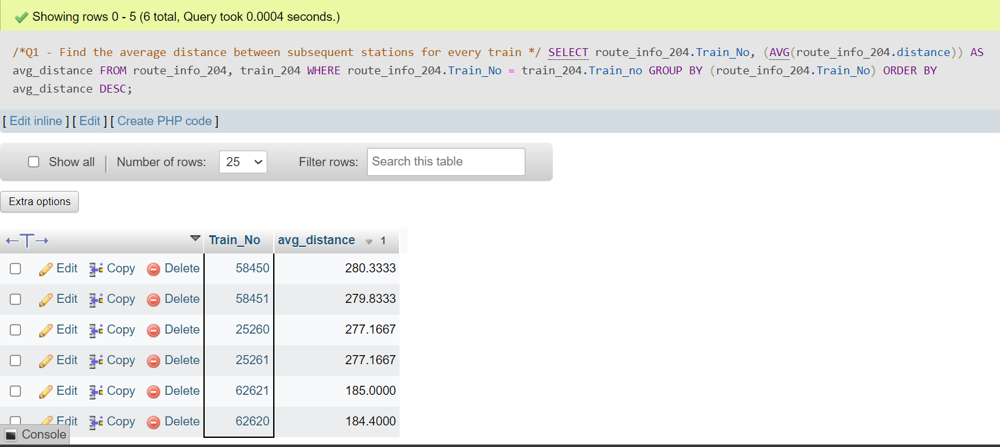 Showing rows 0 - 5 (6 total, Query took 0.0004 seconds.)
/*Q1 - Find the average distance between subsequent stations for every train */ SELECT route_info_204.Train_No, (AVG(route_info_204.distance)) AS
avg_distance FROM route_info_204, train_204 WHERE route_info_204.Train_No = train_204.Train_no GROUP BY (route_info_204.Train_No) ORDER BY
avg_distance DESC;
[ Edit inline ] [ Edit ] [ Create PHP code ]
Show all | Number of rows: 25 Filter rows: Search this table
Extra options
←T→ Train_No avg_distance 1
Edit Copy Delete 58450 280.3333
Edit Copy Delete 58451 279.8333
Edit Copy Delete 25260 277.1667
Edit Copy Delete 25261 277.1667
Edit Copy Delete 62621 185.0000
Edit Copy Delete 62620 184.4000
Console